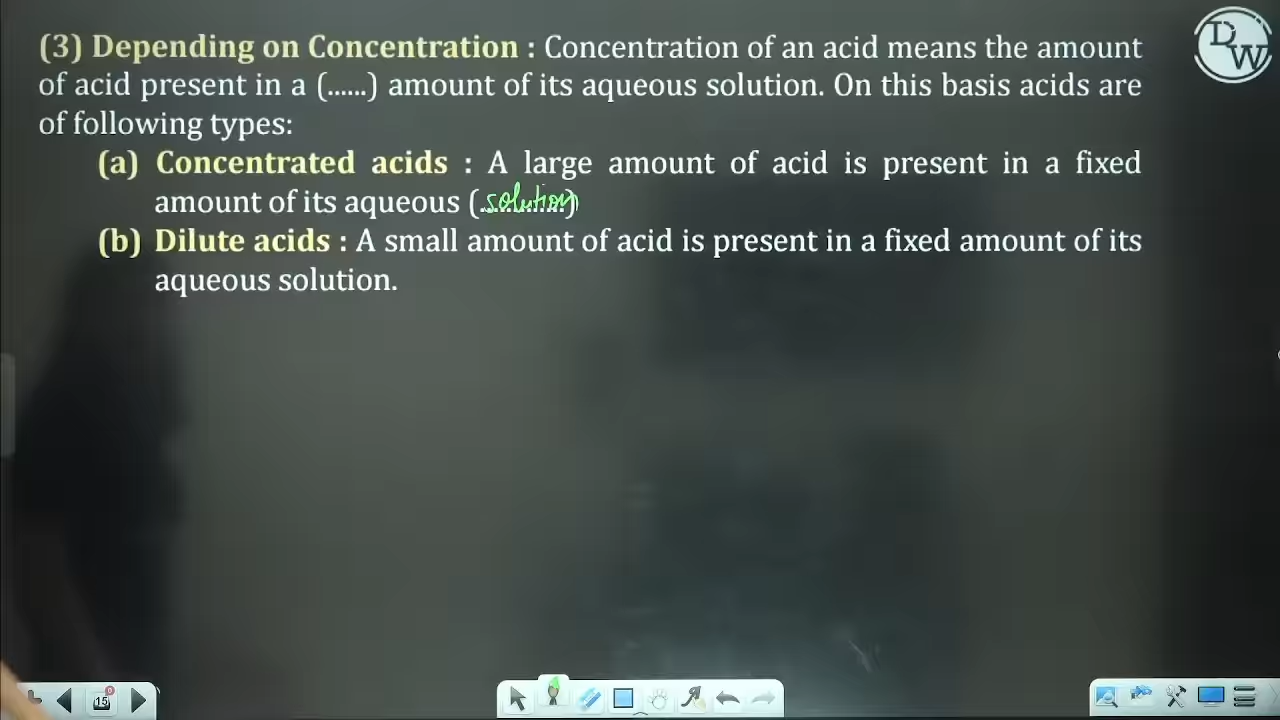 (3) Depending on Concentration : Concentration of an acid means the amount
of acid present in a (......) amount of its aqueous solution. On this basis acids are
of following types:
(a) Concentrated acids : A large amount of acid is present in a fixed
amount of its aqueous (solution)
(b) Dilute acids : A small amount of acid is present in a fixed amount of its
aqueous solution.
DW
15